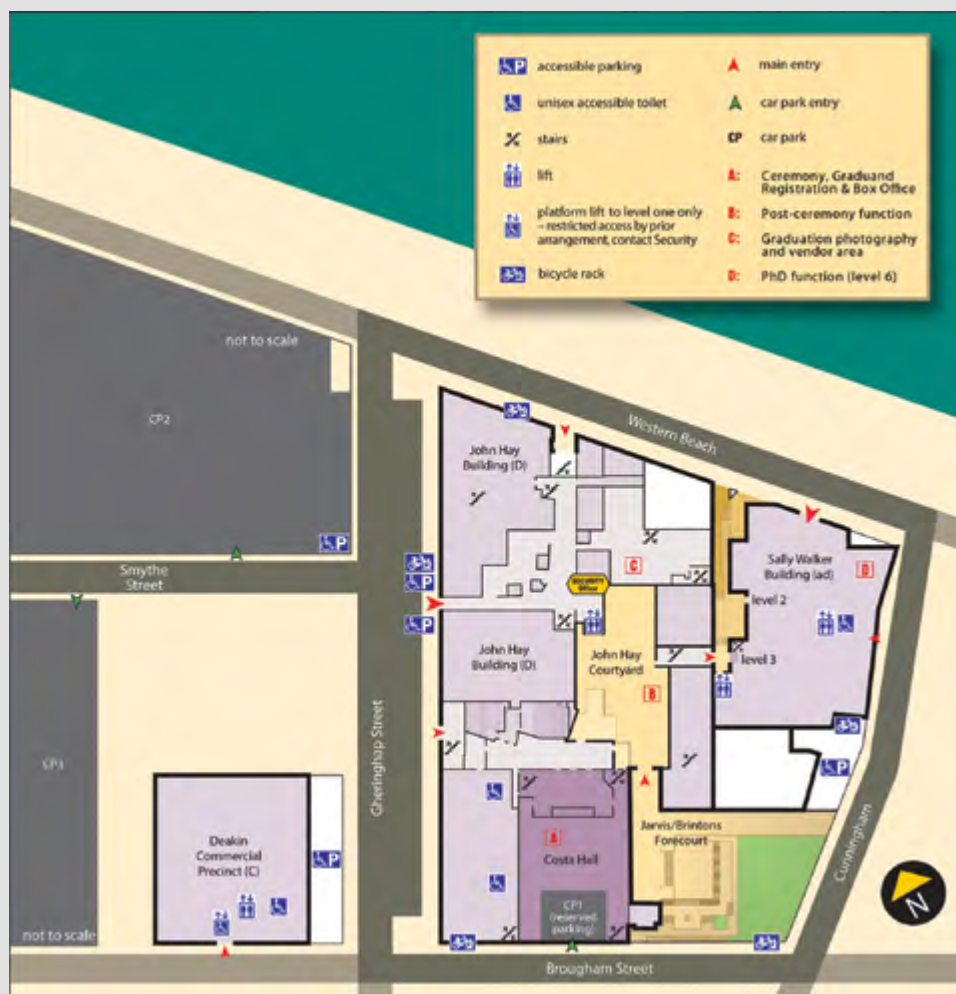 P
accessible parking
unisex accessible toilet
stairs
lift
platform lift to level one only
– restricted access by prior
arrangement, contact Security
bicycle rack
main entry
car park entry
CP
car park
A:
Ceremony, Graduand
Registration & Box Office
B:
Post-ceremony function
C:
Graduation photography
and vendor area
D:
PhD function (level 6)
not to scale
CP2
P
Smythe
Street
CP3
not to scale
Deakin
Commercial
Precinct (C)
P
Gheringhap Street
Western Beach
John Hay
Building (D)
P
P
C
SECURITY
Office
John Hay
Building (D)
John Hay
Courtyard
B
Sally Walker
Building (ad)
D
level 2
level 3
P
A
Costa Hall
CP1
(reserved
parking)
Jarvis/Brintons
Forecourt
Cunningham
N
Brougham Street